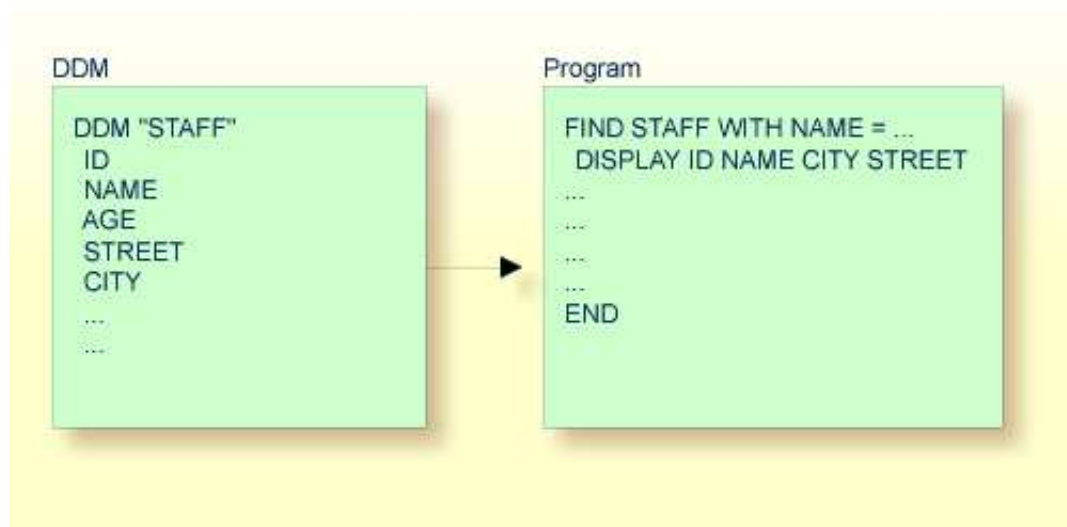 DDM
DDM "STAFF"
ID
NAME
AGE
STREET
CITY
...
...
Program
FIND STAFF WITH NAME = ...
DISPLAY ID NAME CITY STREET
...
...
...
...
END